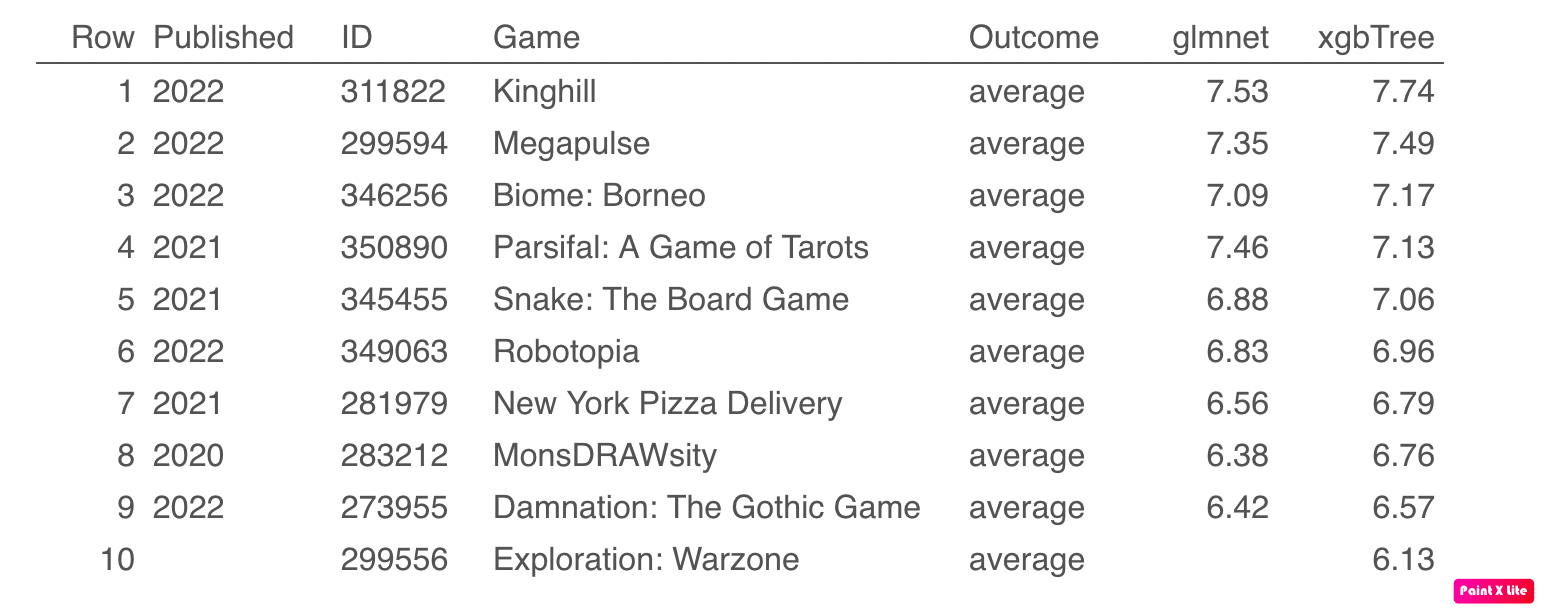 Row Published ID Game Outcome glmnet xgbTree
1 2022 311822 Kinghill average 7.53 7.74
2 2022 299594 Megapulse average 7.35 7.49
3 2022 346256 Biome: Borneo average 7.09 7.17
4 2021 350890 Parsifal: A Game of Tarots average 7.46 7.13
5 2021 345455 Snake: The Board Game average 6.88 7.06
6 2022 349063 Robotopia average 6.83 6.96
7 2021 281979 New York Pizza Delivery average 6.56 6.79
8 2020 283212 MonsDRAWsity average 6.38 6.76
9 2022 273955 Damnation: The Gothic Game average 6.42 6.57
10 299556 Exploration: Warzone average 6.13
Paint X Lite